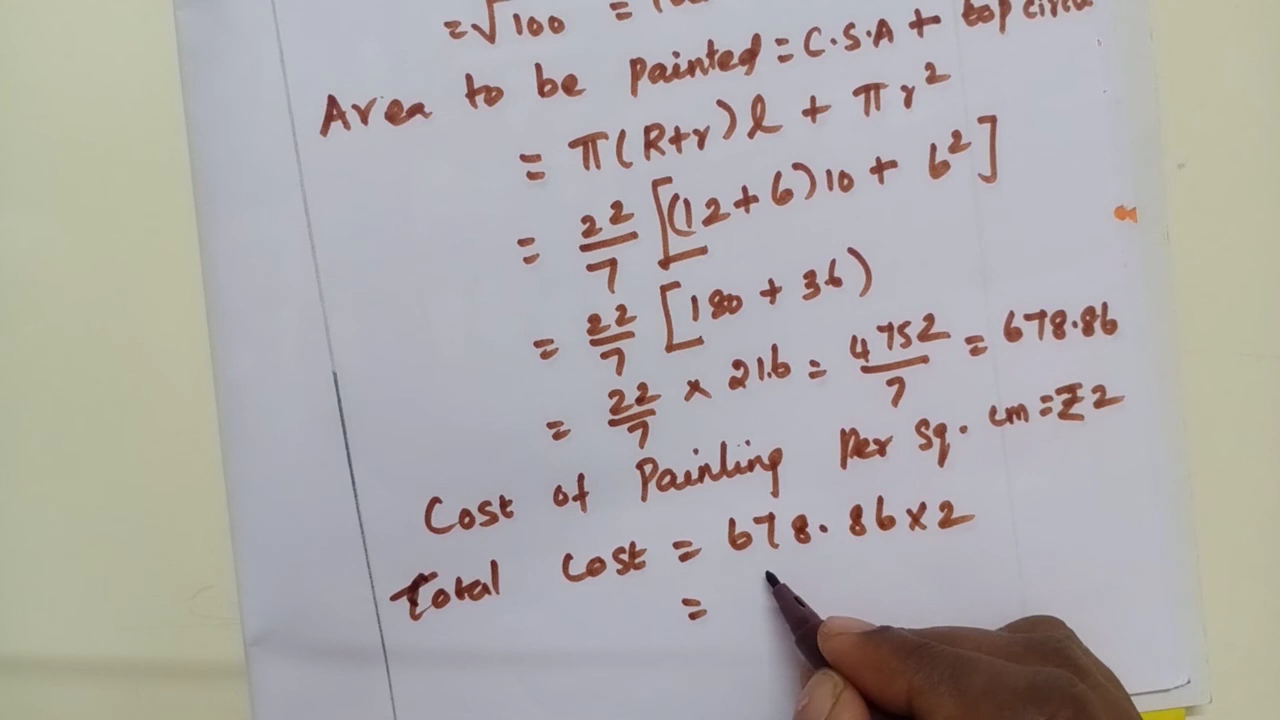 =√100 =
Area to be Painted = C.S.A + top
= π(R+r)l + πr²
= 22/7 [(12+6)10 + 6²]
= 22/7 [180 + 36)
= 22/7 × 216 = 4752/7 = 678.86
Cost of Painting Per Sq. cm = ₹2
Total Cost = 678.86×2
=